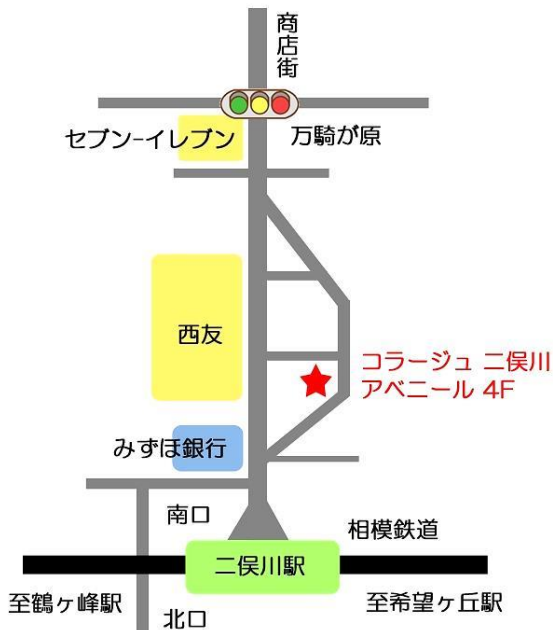 商店街
セブン-イレブン
万騎が原
西友
コラージュ 二俣川
アベニール 4F
みずほ銀行
南口
相模鉄道
二俣川駅
至鶴ヶ峰駅
至希望ヶ丘駅
北口